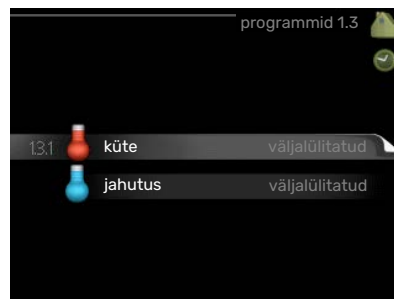 programmid 1.3
1.3.1 küte väljalülitatud
jahutus väljalülitatud